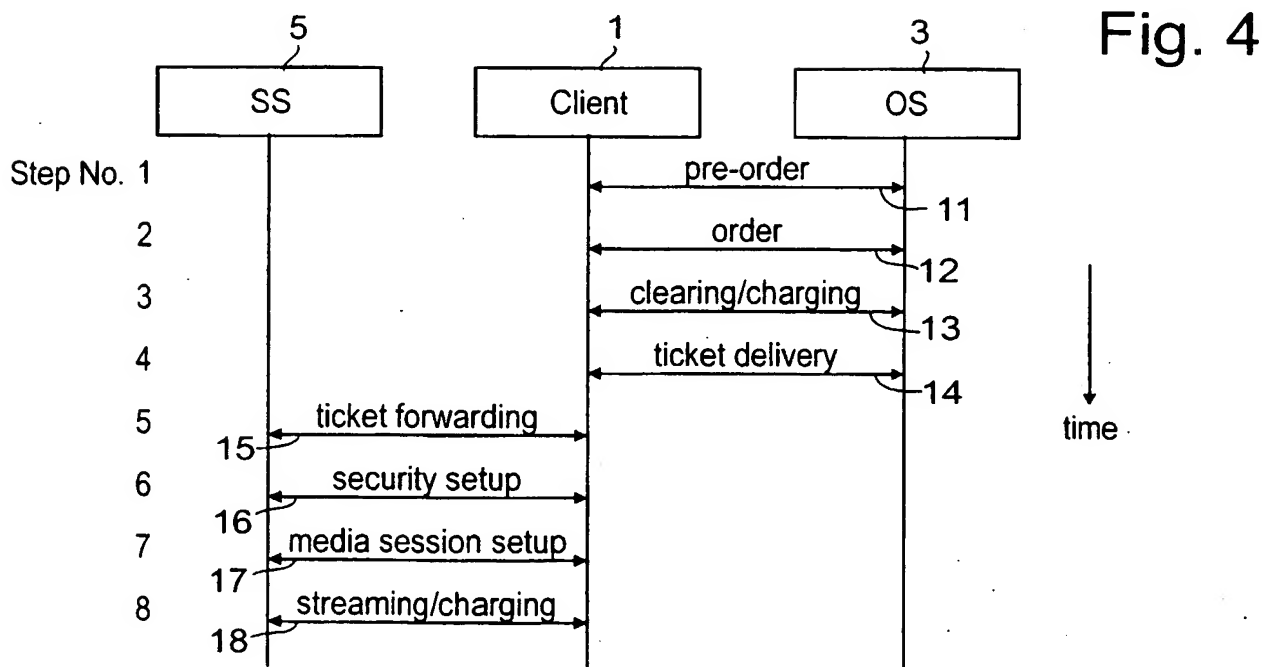 Fig. 4
5 1 3
SS Client OS
Step No. 1 pre-order 11
2 order 12
3 clearing/charging 13
4 ticket delivery 14
5 ticket forwarding 15
time
6 security setup 16
7 media session setup 17
8 streaming/charging 18